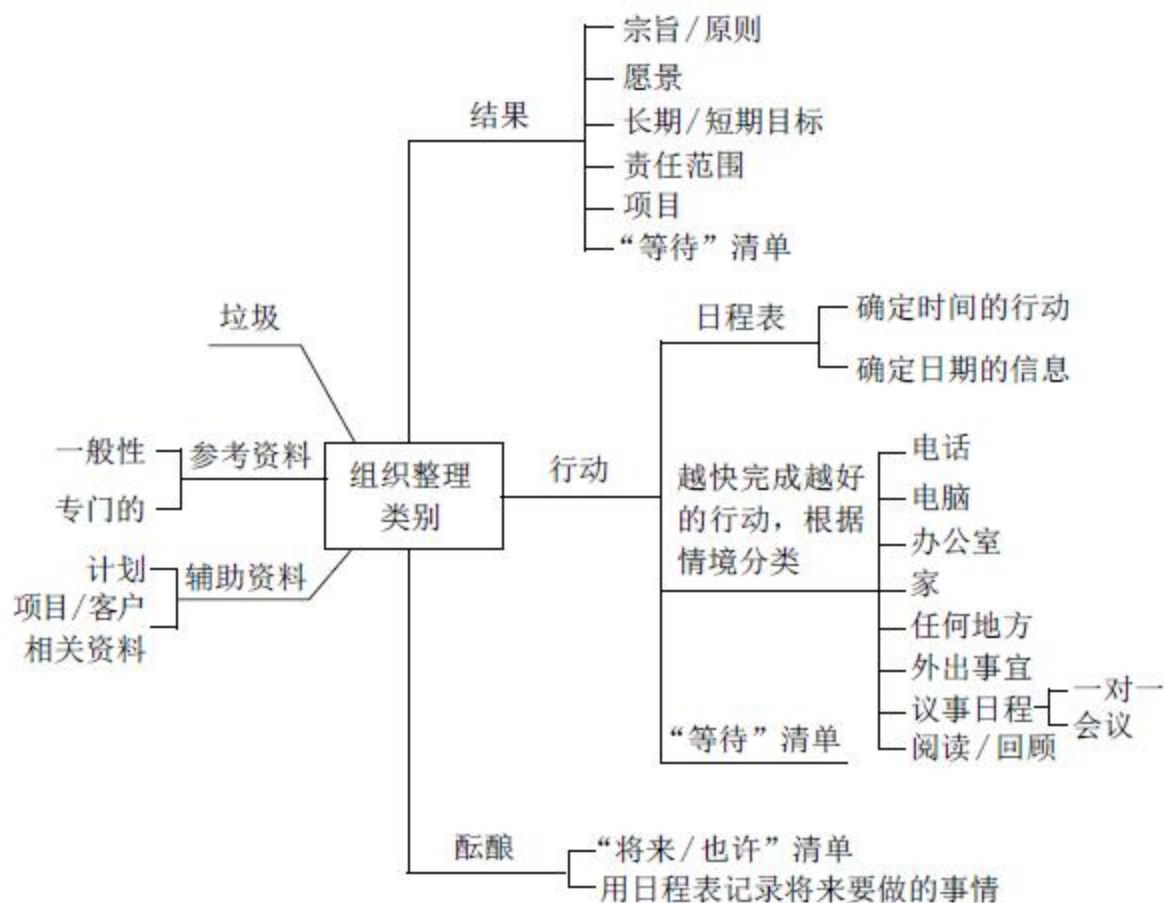 宗旨/原则
愿景
结果
长期/短期目标
责任范围
项目
“等待”清单
日程表
确定时间的行动
确定日期的信息
垃圾
一般性
参考资料
专门的
组织整理
类别
行动
越快完成越好
的行动，根据
情境分类
电话
电脑
办公室
家
任何地方
外出事宜
议事日程
一对一
会议
阅读/回顾
计划
辅助资料
项目/客户
相关资料
“等待”清单
酝酿
“将来/也许”清单
用日程表记录将来要做的事情